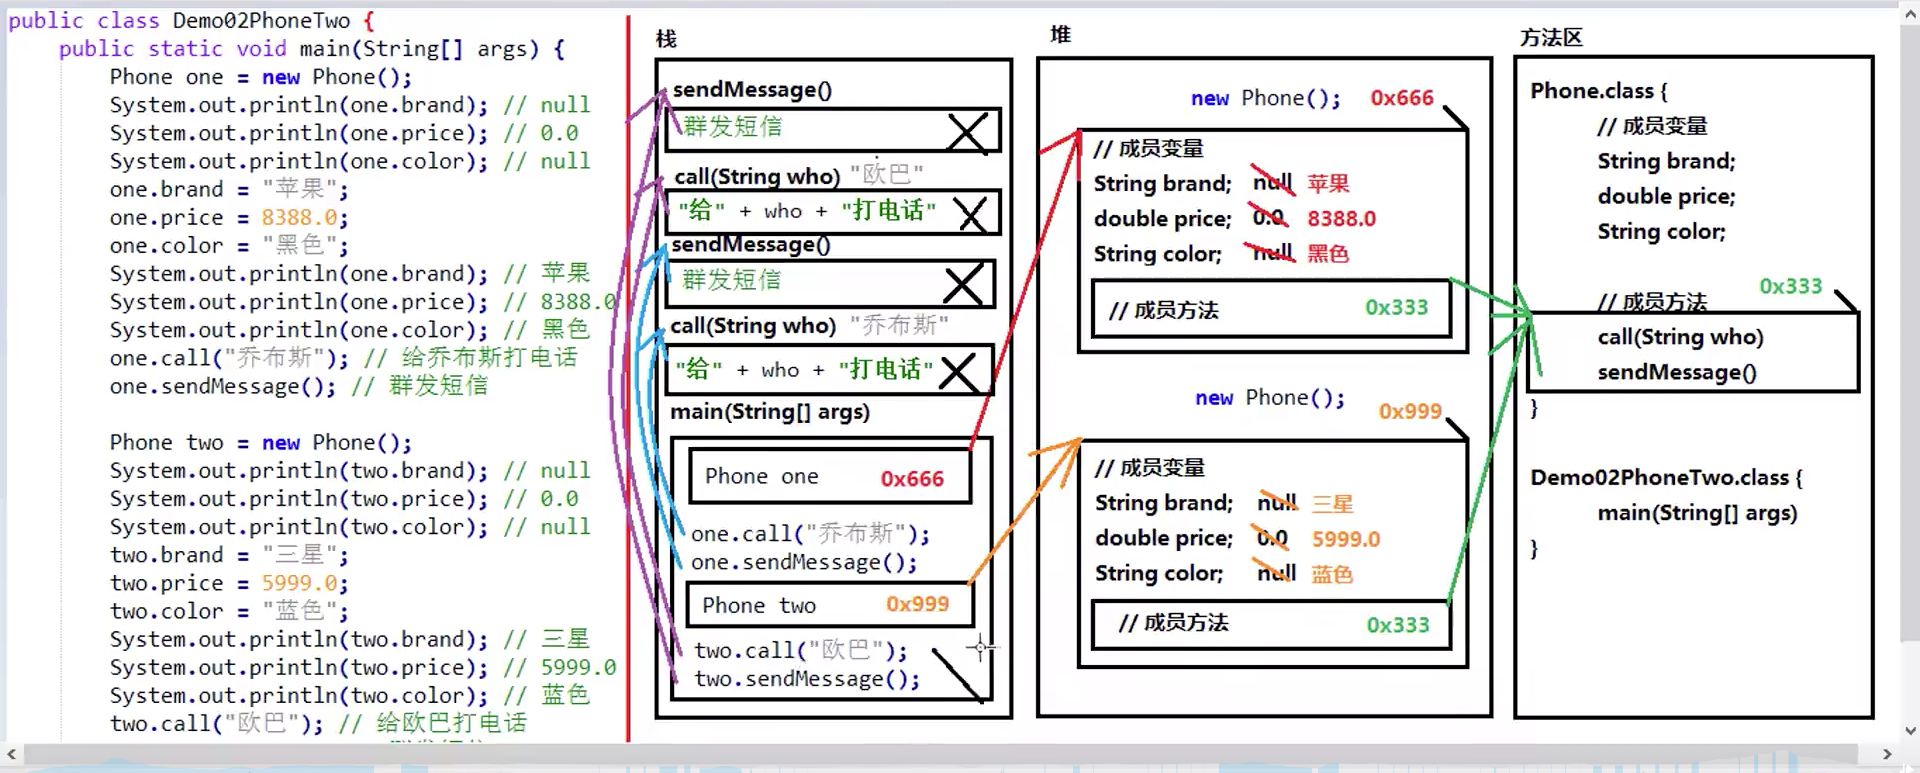 public class Demo02PhoneTwo {
public static void main(String[] args) {
Phone one = new Phone();
System.out.println(one.brand); // null
System.out.println(one.price); // 0.0
System.out.println(one.color); // null
one.brand = "苹果";
one.price = 8388.0;
one.color = "黑色";
System.out.println(one.brand); // 苹果
System.out.println(one.price); // 8388.0
System.out.println(one.color); // 黑色
one.call("乔布斯"); // 给乔布斯打电话
one.sendMessage(); // 群发短信
Phone two = new Phone();
System.out.println(two.brand); // null
System.out.println(two.price); // 0.0
System.out.println(two.color); // null
two.brand = "三星";
two.price = 5999.0;
two.color = "蓝色";
System.out.println(two.brand); // 三星
System.out.println(two.price); // 5999.0
System.out.println(two.color); // 蓝色
two.call("欧巴"); // 给欧巴打电话
栈
sendMessage()
群发短信
call(String who) "欧巴"
"给" + who + "打电话"
sendMessage()
群发短信
call(String who) "乔布斯"
"给" + who + "打电话"
main(String[] args)
Phone one 0x666
one.call("乔布斯");
one.sendMessage();
Phone two 0x999
two.call("欧巴");
two.sendMessage();
堆
new Phone(); 0x666
// 成员变量
String brand; null 苹果
double price; 0.0 8388.0
String color; null 黑色
// 成员方法 0x333
new Phone(); 0x999
// 成员变量
String brand; null 三星
double price; 0.0 5999.0
String color; null 蓝色
// 成员方法 0x333
方法区
Phone.class {
// 成员变量
String brand;
double price;
String color;
// 成员方法 0x333
call(String who)
sendMessage()
}
Demo02PhoneTwo.class {
main(String[] args)
}